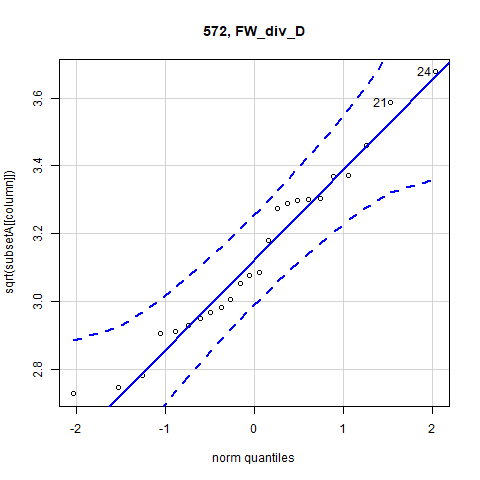 572, FW_div_D
sqrt(subsetA[[column]])
3.6
3.4
3.2
3.0
2.8
24
21
-2 -1 0 1 2
norm quantiles